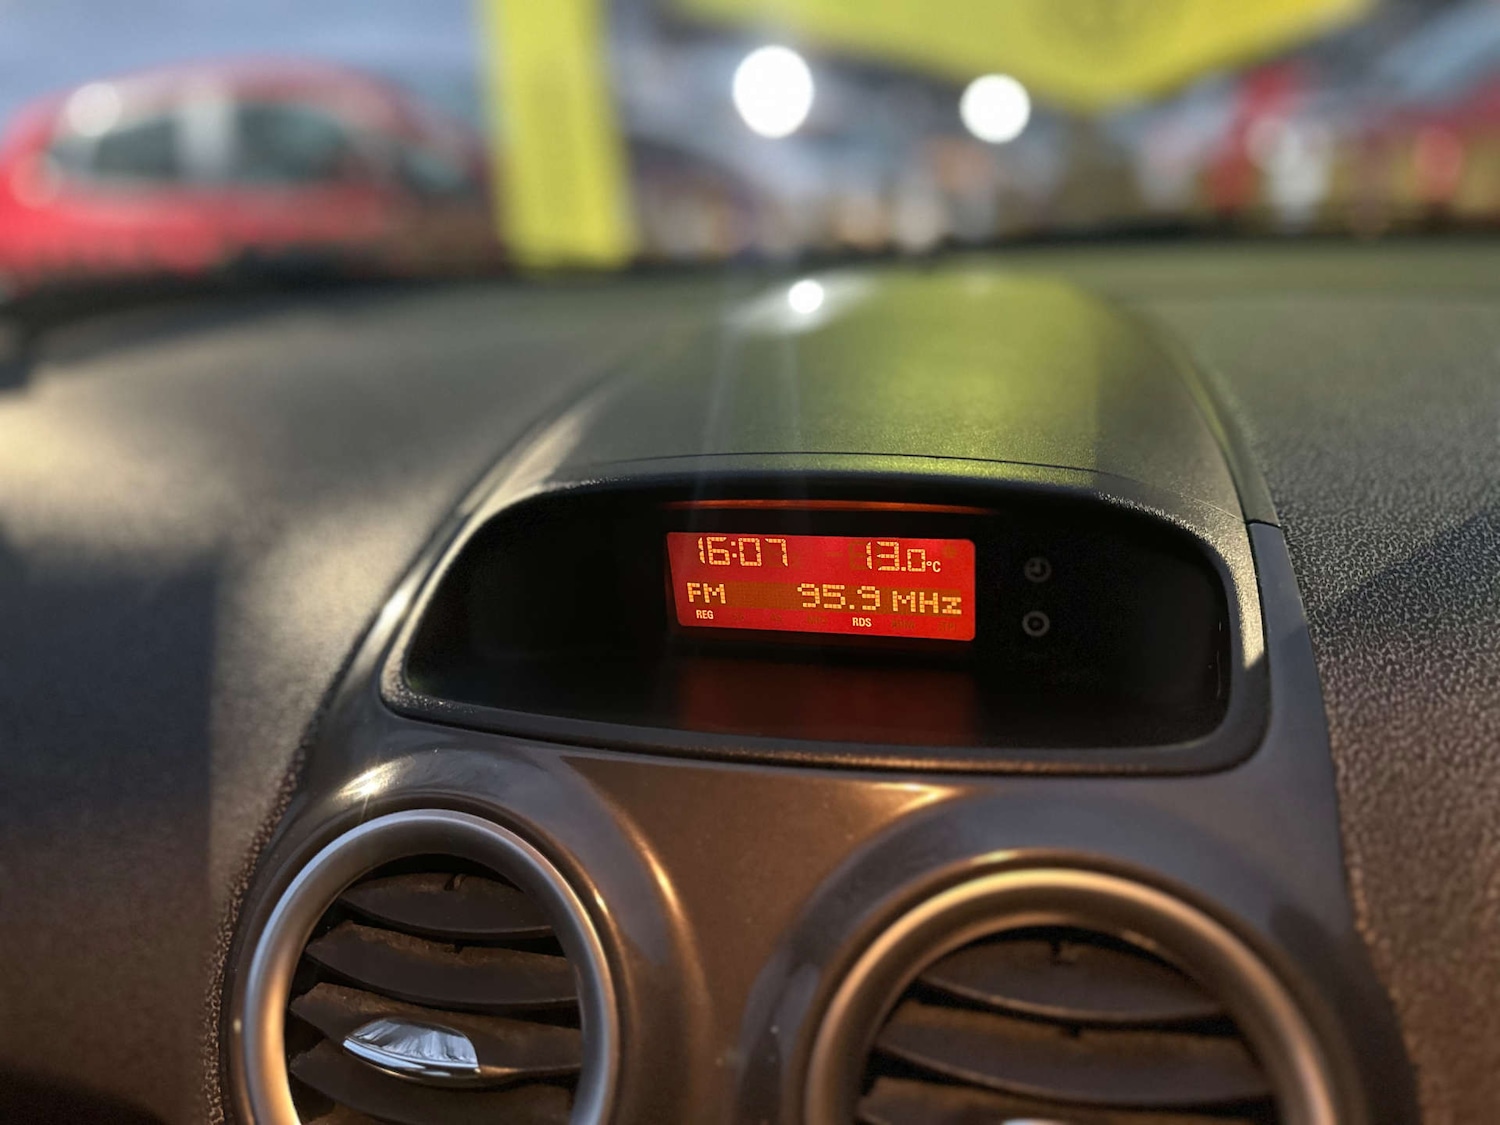 16:07 13.0°C
FM 95.9 MHz
REG RDS